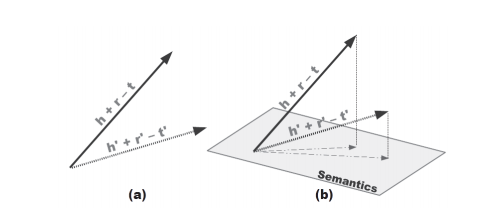 h + r – t
h' + r' – t'
(a)
h + r – t
h' + r' – t'
Semantics
(b)